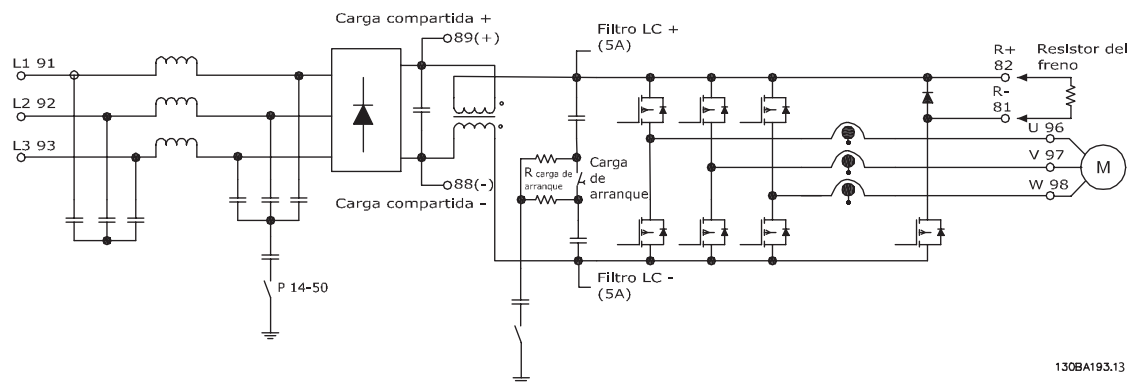 Carga compartida +
89(+)
Filtro LC +
(5A)
L1 91
L2 92
L3 93
R+
82
Resistor del
freno
R-
81
U 96
V 97
W 98
M
R carga de
arranque
Carga
de
arranque
88(-)
Carga compartida -
P 14-50
Filtro LC -
(5A)
130BA193.13